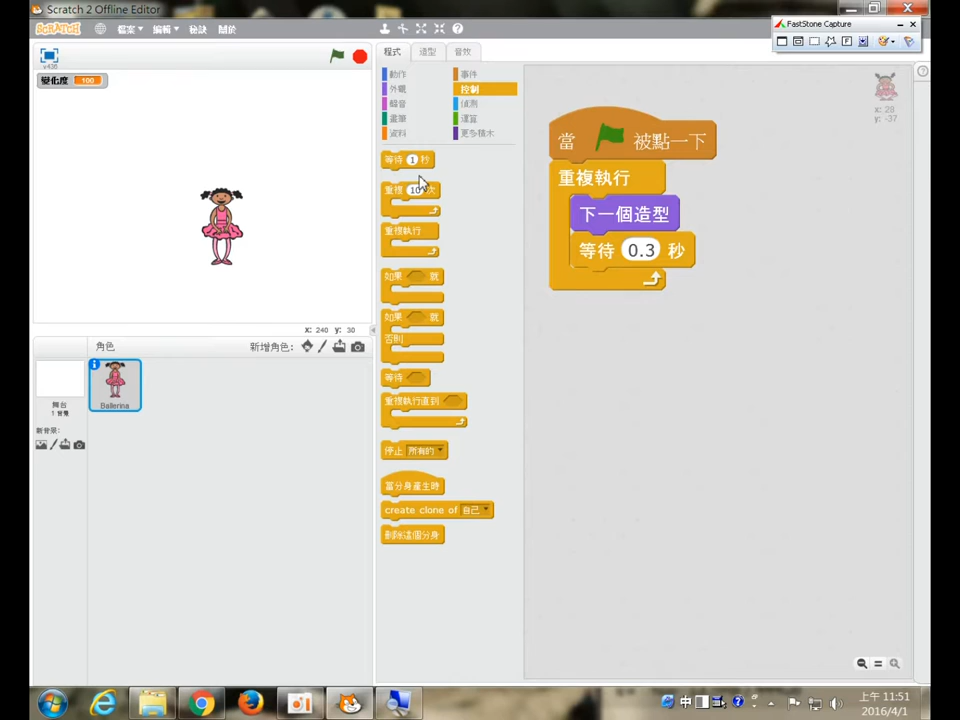 Scratch 2 Offline Editor
FastStone Capture
SCRATCH 檔案 編輯 秘訣 關於
v438
變化度 100
程式 造型 音效
動作 事件
外觀 控制
聲音 偵測
畫筆 運算
資料 更多積木
x: 28
y: -37
等待 1 秒
重複 10 次
重複執行
如果 就
如果 就
否則
等待
重複執行直到
停止 所有的
當分身產生時
create clone of 自己
刪除這個分身
當 被點一下
重複執行
下一個造型
等待 0.3 秒
x: 240 y: 30
角色 新增角色:
舞台
1 背景
新背景:
Ballerina
中
上午 11:51
2016/4/1